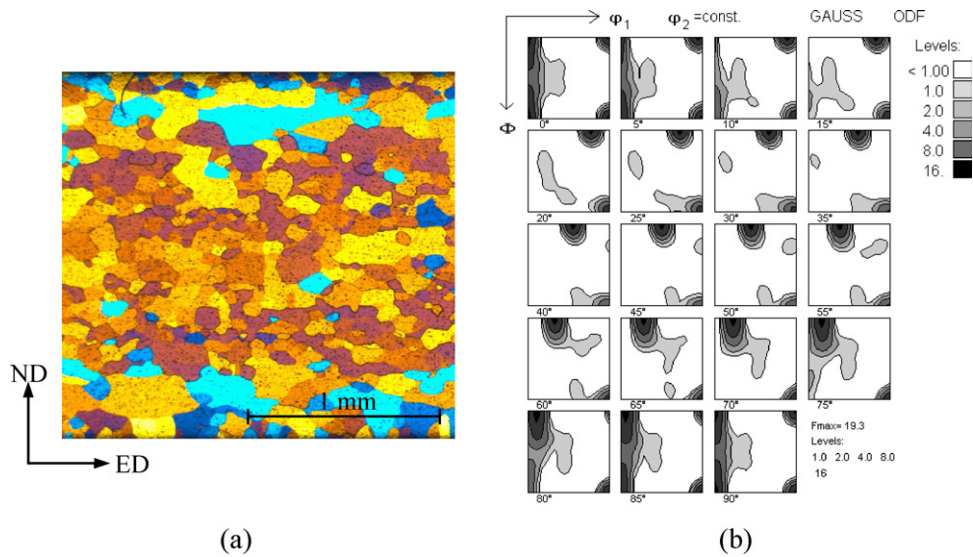 ND
ED
1 mm
(a)
φ1 φ2 =const. GAUSS ODF
Φ
Levels:
< 1.00
1.0
2.0
4.0
8.0
16.
0° 5° 10° 15°
20° 25° 30° 35°
40° 45° 50° 55°
60° 65° 70° 75°
80° 85° 90°
Fmax= 19.3
Levels:
1.0 2.0 4.0 8.0
16
(b)